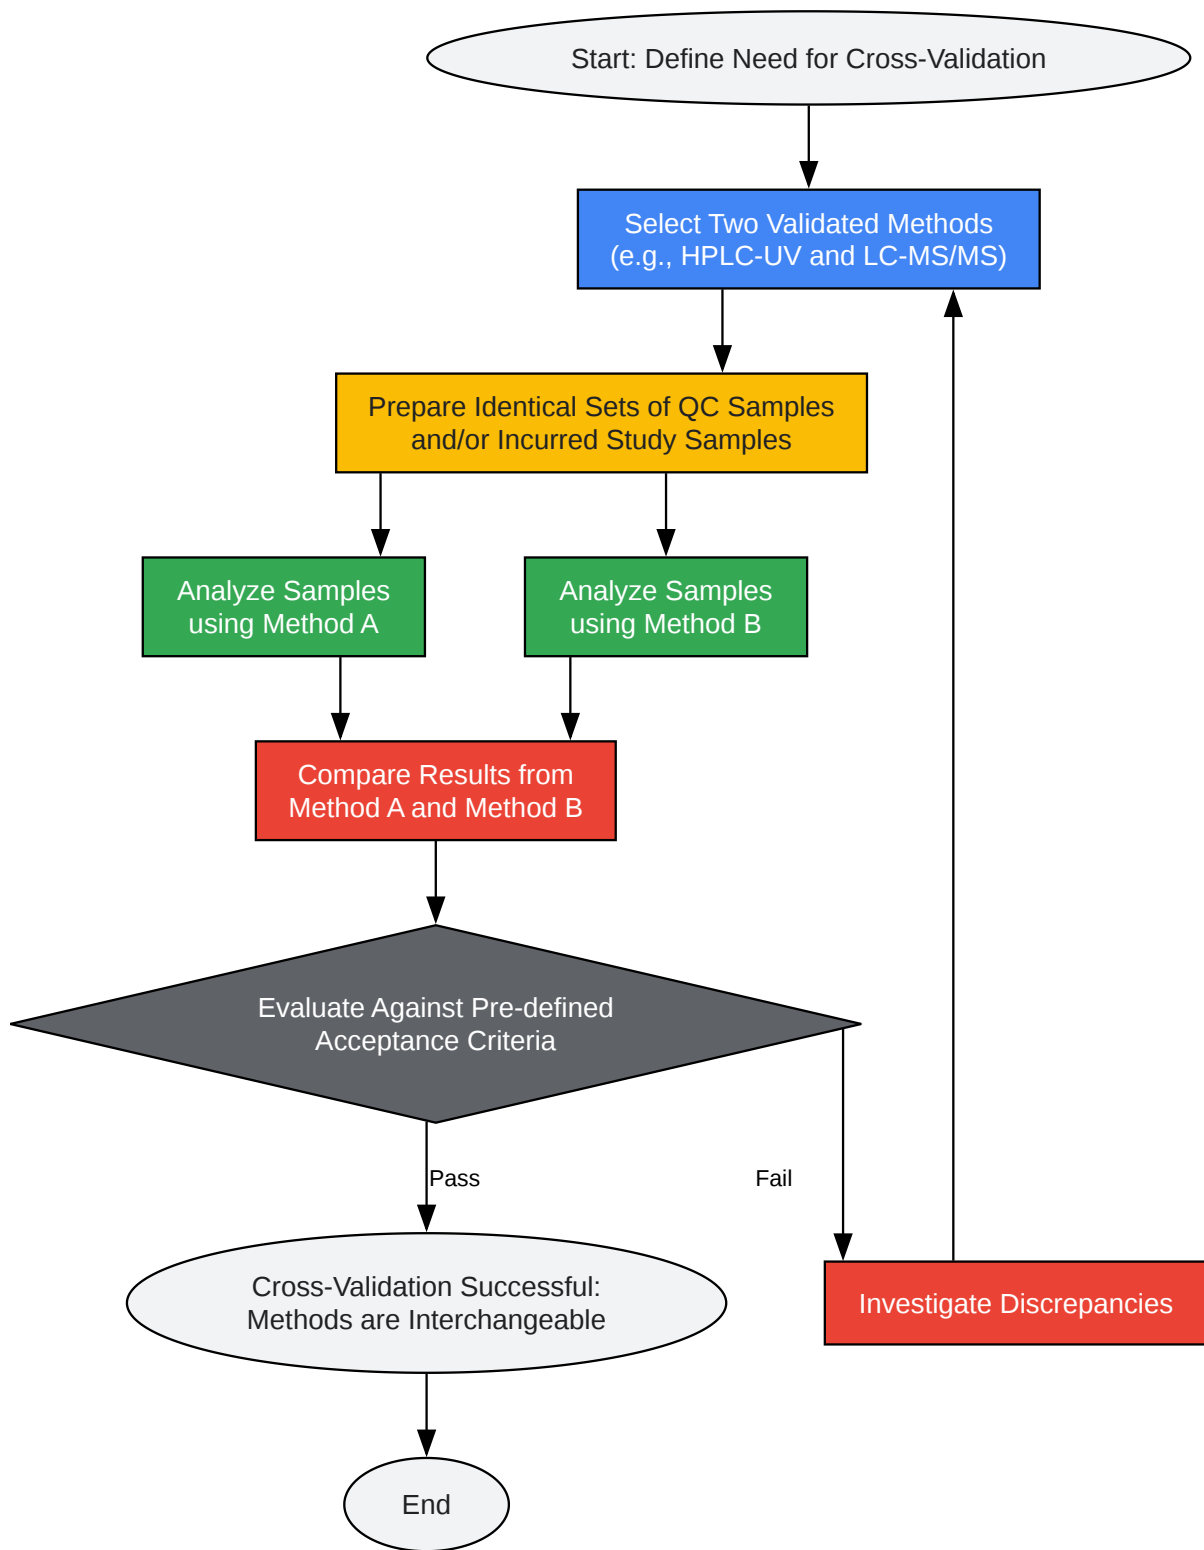 Start: Define Need for Cross-Validation
Select Two Validated Methods
(e.g., HPLC-UV and LC-MS/MS)
Prepare Identical Sets of QC Samples
and/or Incurred Study Samples
Analyze Samples
using Method A
Analyze Samples
using Method B
Compare Results from
Method A and Method B
Evaluate Against Pre-defined
Acceptance Criteria
Pass
Fail
Cross-Validation Successful:
Methods are Interchangeable
Investigate Discrepancies
End